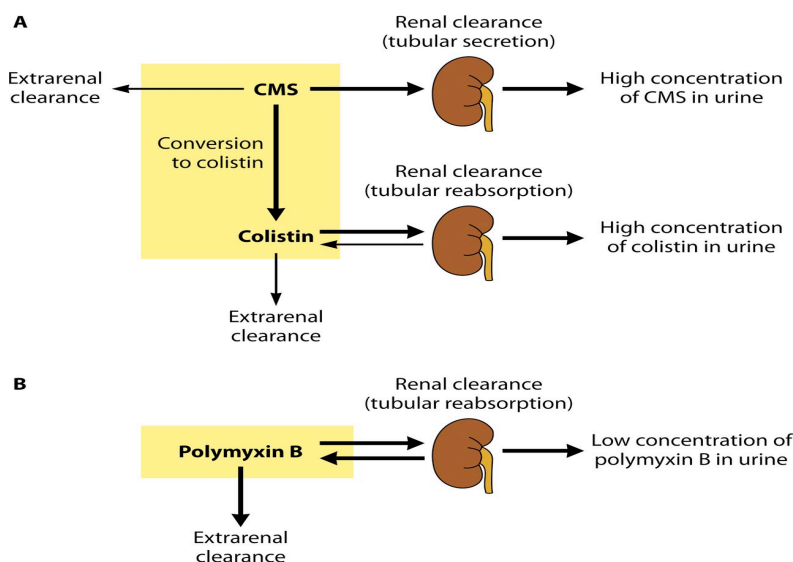 A
Renal clearance
(tubular secretion)
Extrarenal
clearance
CMS
High concentration
of CMS in urine
Conversion
to colistin
Renal clearance
(tubular reabsorption)
Colistin
High concentration
of colistin in urine
Extrarenal
clearance
B
Renal clearance
(tubular reabsorption)
Polymyxin B
Low concentration of
polymyxin B in urine
Extrarenal
clearance